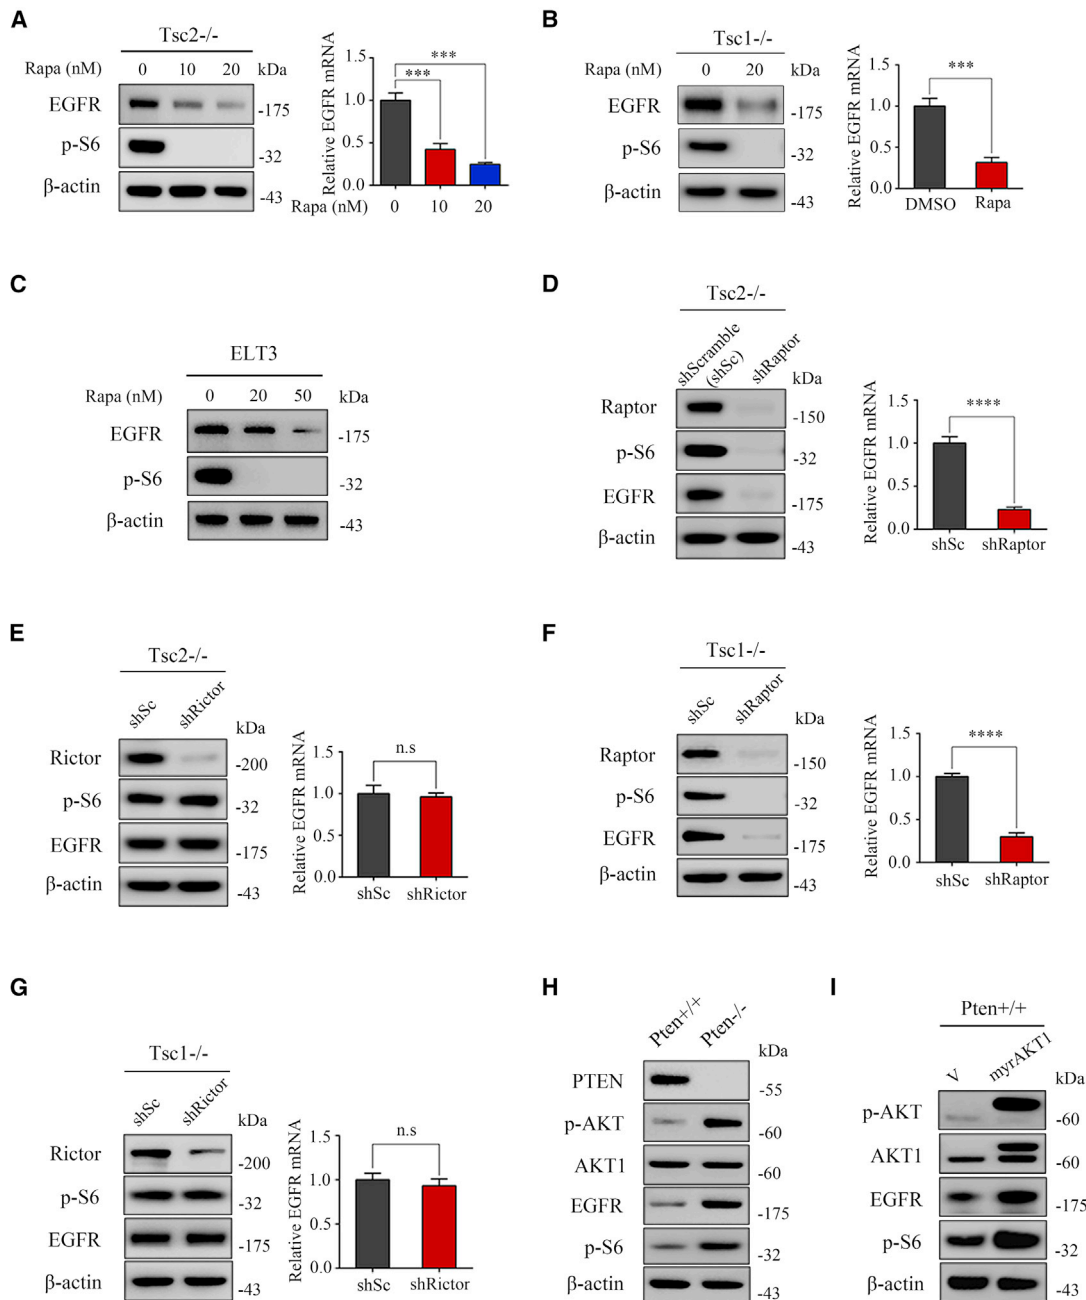 A
Tsc2-/-
Rapa (nM) 0 10 20 kDa
EGFR -175
p-S6 -32
β-actin -43
Relative EGFR mRNA
1.5
1.0
0.5
0.0
***
***
Rapa (nM) 0 10 20
B
Tsc1-/-
Rapa (nM) 0 20 kDa
EGFR -175
p-S6 -32
β-actin -43
Relative EGFR mRNA
1.5
1.0
0.5
0.0
***
DMSO Rapa
C
ELT3
Rapa (nM) 0 20 50 kDa
EGFR -175
p-S6 -32
β-actin -43
D
Tsc2-/-
shScramble
(shSc)
shRaptor
kDa
Raptor -150
p-S6 -32
EGFR -175
β-actin -43
Relative EGFR mRNA
1.5
1.0
0.5
0.0
****
shSc shRaptor
E
Tsc2-/-
shSc shRictor
kDa
Rictor -200
p-S6 -32
EGFR -175
β-actin -43
Relative EGFR mRNA
1.5
1.0
0.5
0.0
n.s
shSc shRictor
F
Tsc1-/-
shSc shRaptor
kDa
Raptor -150
p-S6 -32
EGFR -175
β-actin -43
Relative EGFR mRNA
1.5
1.0
0.5
0.0
****
shSc shRaptor
G
Tsc1-/-
shSc shRictor
kDa
Rictor -200
p-S6 -32
EGFR -175
β-actin -43
Relative EGFR mRNA
1.5
1.0
0.5
0.0
n.s
shSc shRictor
H
Pten+/+ Pten-/-
kDa
PTEN -55
p-AKT -60
AKT1 -60
EGFR -175
p-S6 -32
β-actin -43
I
Pten+/+
V myrAKT1
kDa
p-AKT -60
AKT1 -60
EGFR -175
p-S6 -32
β-actin -43